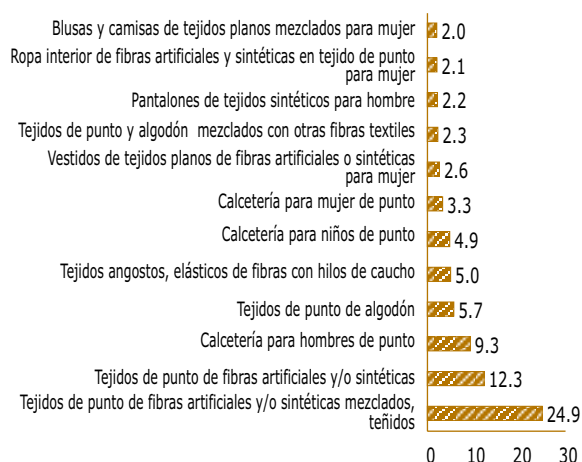 Blusas y camisas de tejidos planos mezclados para mujer
2.0
Ropa interior de fibras artificiales y sintéticas en tejido de punto
para mujer
2.1
Pantalones de tejidos sintéticos para hombre
2.2
Tejidos de punto y algodón mezclados con otras fibras textiles
2.3
Vestidos de tejidos planos de fibras artificiales o sintéticas
para mujer
2.6
Calcetería para mujer de punto
3.3
Calcetería para niños de punto
4.9
Tejidos angostos, elásticos de fibras con hilos de caucho
5.0
Tejidos de punto de algodón
5.7
Calcetería para hombres de punto
9.3
Tejidos de punto de fibras artificiales y/o sintéticas
12.3
Tejidos de punto de fibras artificiales y/o sintéticas mezclados,
teñidos
24.9
0 10 20 30